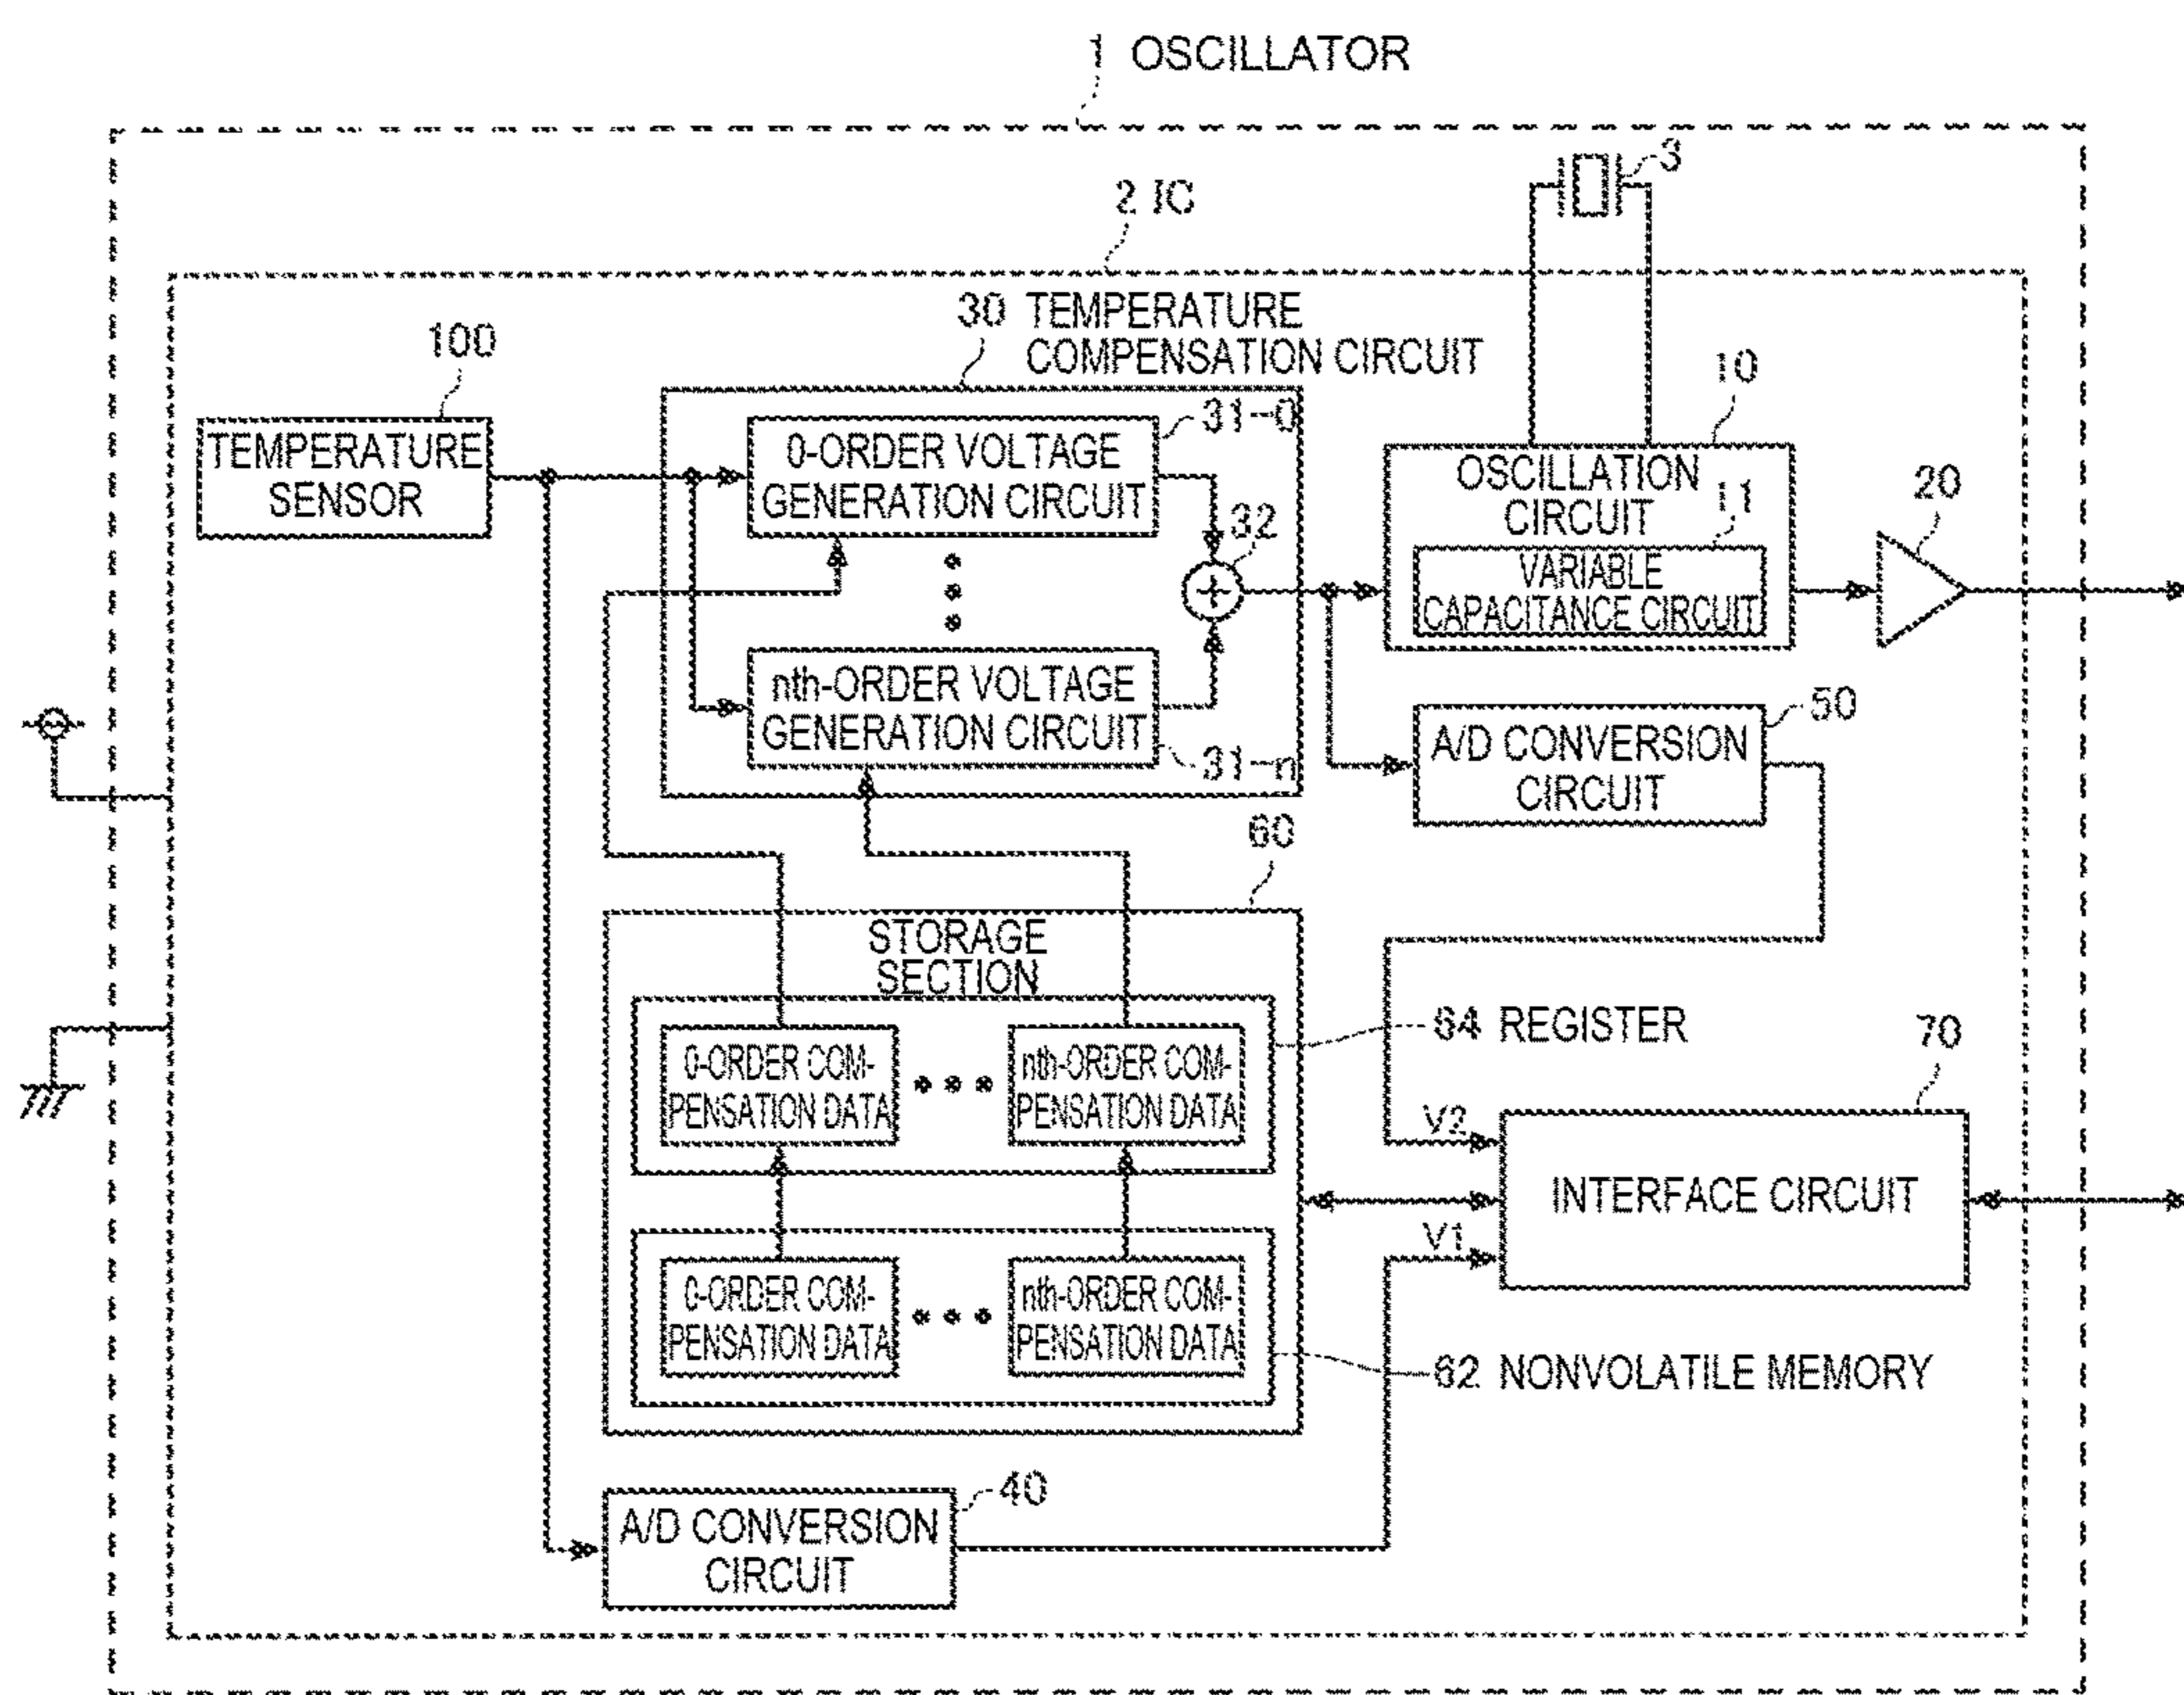 1 OSCILLATOR
3
2 IC
30 TEMPERATURE
COMPENSATION CIRCUIT
100
10
TEMPERATURE
SENSOR
31-0
0-ORDER VOLTAGE
GENERATION CIRCUIT
32
OSCILLATION
CIRCUIT
11
VARIABLE
CAPACITANCE CIRCUIT
20
nth-ORDER VOLTAGE
GENERATION CIRCUIT
31-n
50
A/D CONVERSION
CIRCUIT
60
STORAGE
SECTION
64 REGISTER
0-ORDER COM-
PENSATION DATA
nth-ORDER COM-
PENSATION DATA
70
V2
INTERFACE CIRCUIT
V1
0-ORDER COM-
PENSATION DATA
nth-ORDER COM-
PENSATION DATA
62 NONVOLATILE MEMORY
40
A/D CONVERSION
CIRCUIT